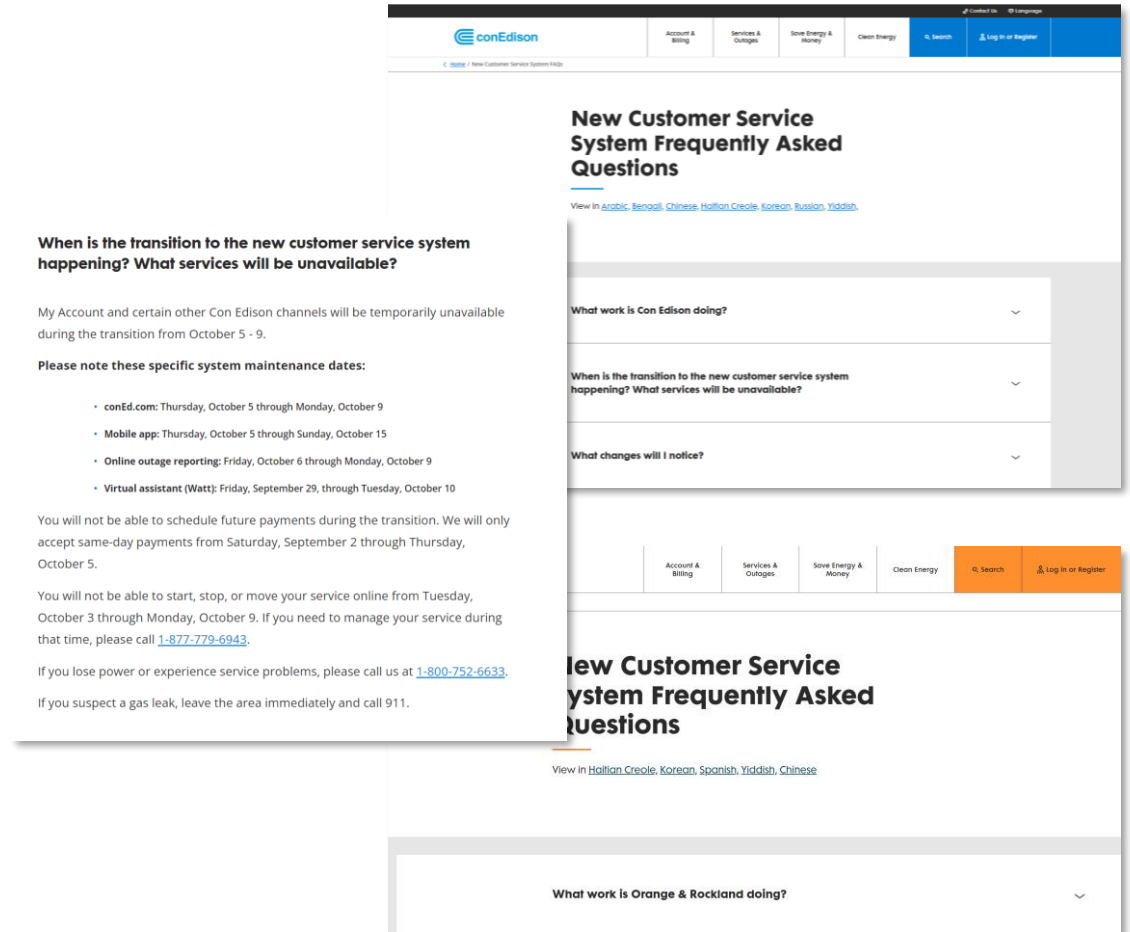 Contact Us Language
conEdison
Account & Billing
Services & Outages
Save Energy & Money
Clean Energy
Search
Log In or Register
Home / New Customer Service System FAQs
New Customer Service
System Frequently Asked
Questions
View in Arabic, Bengali, Chinese, Haitian Creole, Korean, Russian, Yiddish,
What work is Con Edison doing?
When is the transition to the new customer service system
happening? What services will be unavailable?
What changes will I notice?
When is the transition to the new customer service system
happening? What services will be unavailable?
My Account and certain other Con Edison channels will be temporarily unavailable
during the transition from October 5 - 9.
Please note these specific system maintenance dates:
• conEd.com: Thursday, October 5 through Monday, October 9
• Mobile app: Thursday, October 5 through Sunday, October 15
• Online outage reporting: Friday, October 6 through Monday, October 9
• Virtual assistant (Watt): Friday, September 29, through Tuesday, October 10
You will not be able to schedule future payments during the transition. We will only
accept same-day payments from Saturday, September 2 through Thursday,
October 5.
You will not be able to start, stop, or move your service online from Tuesday,
October 3 through Monday, October 9. If you need to manage your service during
that time, please call 1-877-779-6943.
If you lose power or experience service problems, please call us at 1-800-752-6633.
If you suspect a gas leak, leave the area immediately and call 911.
Account & Billing
Services & Outages
Save Energy & Money
Clean Energy
Search
Log In or Register
New Customer Service
System Frequently Asked
Questions
View in Haitian Creole, Korean, Spanish, Yiddish, Chinese
What work is Orange & Rockland doing?